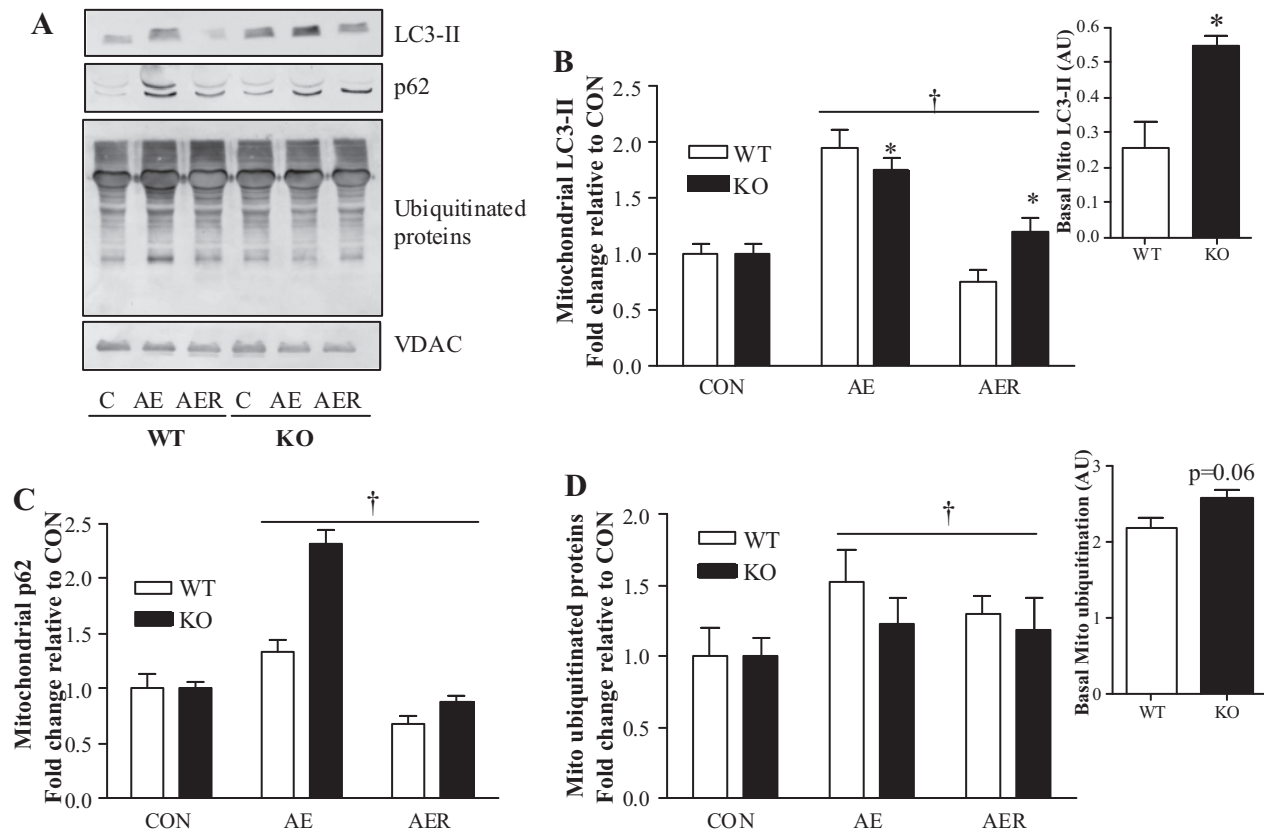 A
LC3-II
p62
Ubiquitinated
proteins
VDAC
C AE AER C AE AER
WT KO
B
Mitochondrial LC3-II
Fold change relative to CON
2.5
2.0
1.5
1.0
0.5
0.0
WT
KO
†
*
*
CON AE AER
Basal Mito LC3-II (AU)
0.6
0.5
0.4
0.3
0.2
0.1
0.0
*
WT KO
C
Mitochondrial p62
Fold change relative to CON
2.5
2.0
1.5
1.0
0.5
0.0
WT
KO
†
CON AE AER
D
Mito ubiquitinated proteins
Fold change relative to CON
2.0
1.5
1.0
0.5
0.0
WT
KO
†
CON AE AER
Basal Mito ubiquitination (AU)
3
2
1
0
p=0.06
WT KO